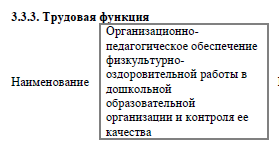 3.3.3. Трудовая функция
Организационно-
педагогическое обеспечение
физкультурно-
оздоровительной работы в
Наименование
дошкольной
образовательной
организации и контроля ее
качества